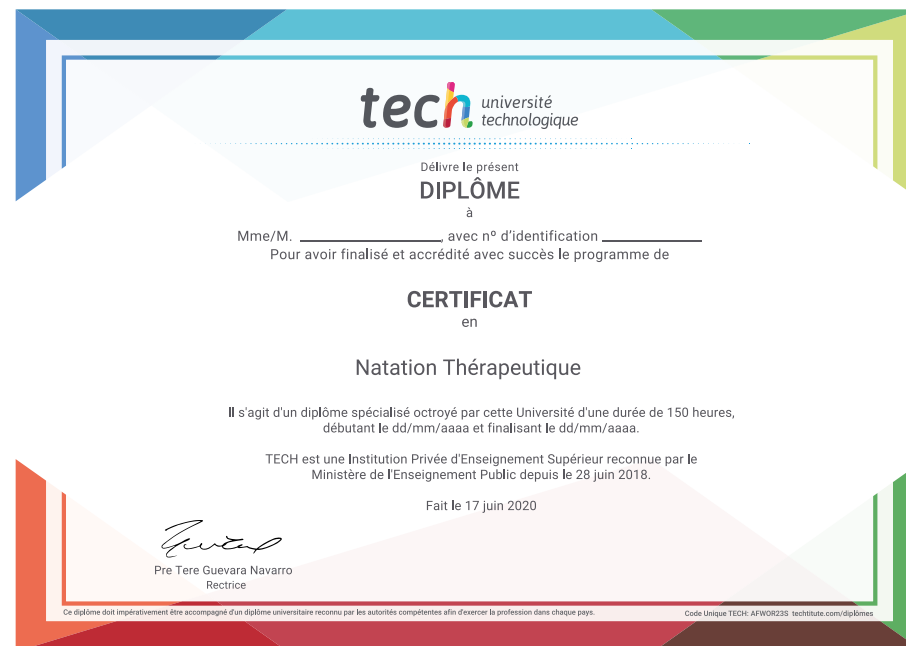 tech université
technologique
Délivre le présent
DIPLÔME
à
Mme/M. ____________________, avec nº d'identification ______________
Pour avoir finalisé et accrédité avec succès le programme de
CERTIFICAT
en
Natation Thérapeutique
Il s'agit d'un diplôme spécialisé octroyé par cette Université d'une durée de 150 heures,
débutant le dd/mm/aaaa et finalisant le dd/mm/aaaa.
TECH est une Institution Privée d'Enseignement Supérieur reconnue par le
Ministère de l'Enseignement Public depuis le 28 juin 2018.
Fait le 17 juin 2020
Pre Tere Guevara Navarro
Rectrice
Ce diplôme doit impérativement être accompagné d'un diplôme universitaire reconnu par les autorités compétentes afin d'exercer la profession dans chaque pays.
Code Unique TECH: AFWOR23S techtitute.com/diplômes